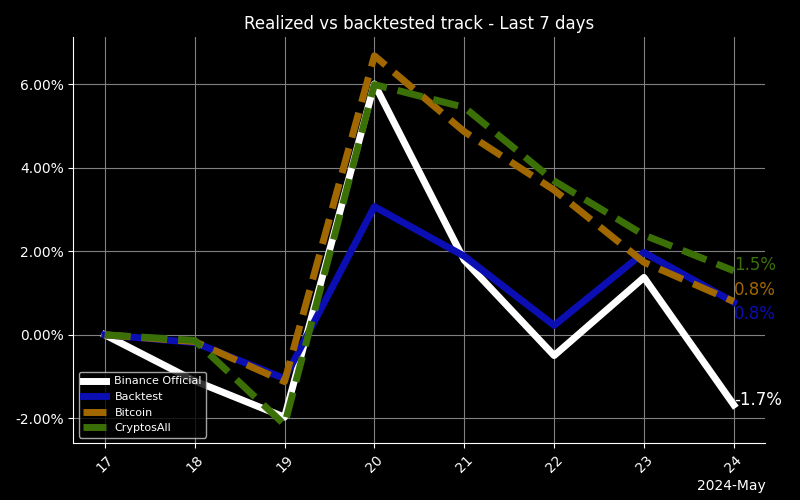 Realized vs backtested track - Last 7 days
6.00%
4.00%
2.00%
0.00%
-2.00%
1.5%
0.8%
0.8%
-1.7%
Binance Official
Backtest
Bitcoin
CryptosAll
17
18
19
20
21
22
23
24
2024-May